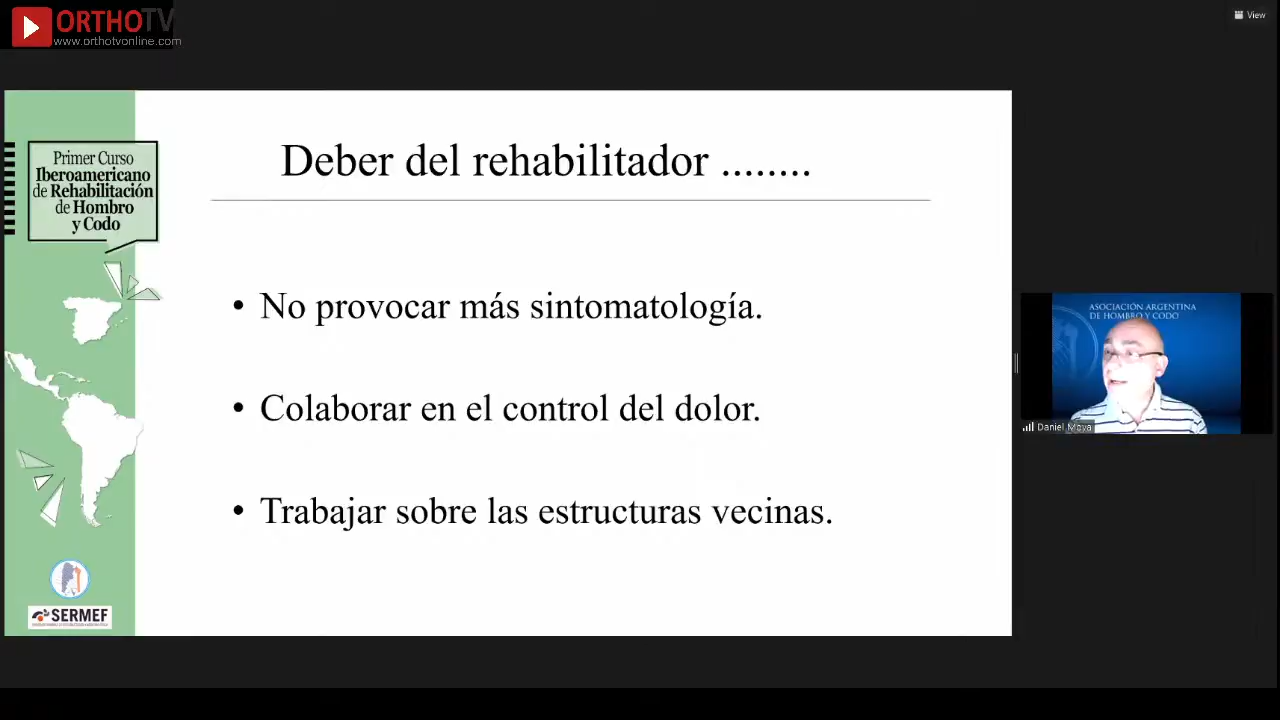 ORTHOTV
www.orthotvonline.com
View
Primer Curso
Iberoamericano
de Rehabilitación
de Hombro
y Codo
Deber del rehabilitador ........
• No provocar más sintomatología.
• Colaborar en el control del dolor.
• Trabajar sobre las estructuras vecinas.
SERMEF
ASOCIACIÓN ARGENTINA
DE HOMBRO Y CODO
Daniel Moya